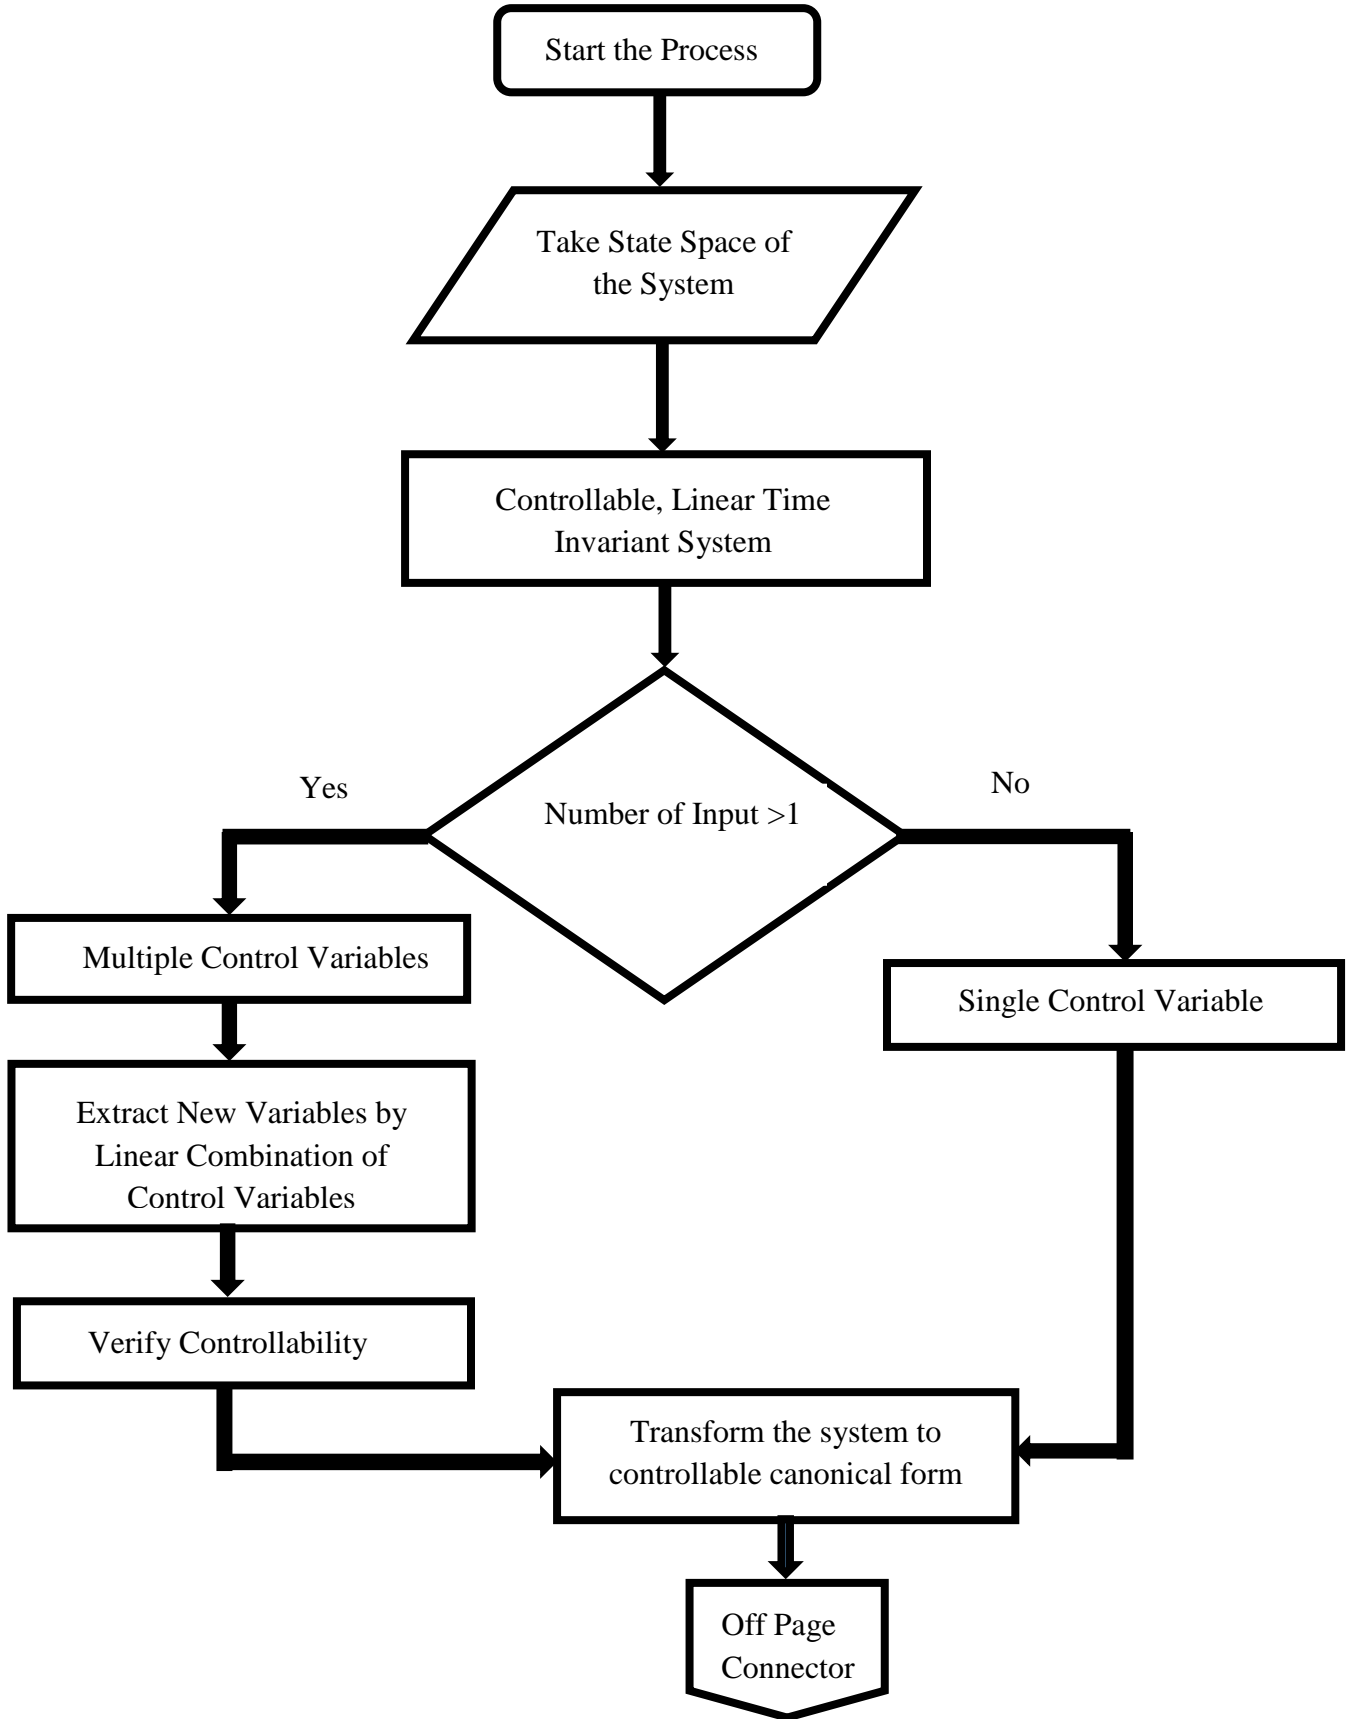 Start the Process
Take State Space of
the System
Controllable, Linear Time
Invariant System
Yes
No
Number of Input >1
Multiple Control Variables
Single Control Variable
Extract New Variables by
Linear Combination of
Control Variables
Verify Controllability
Transform the system to
controllable canonical form
Off Page
Connector